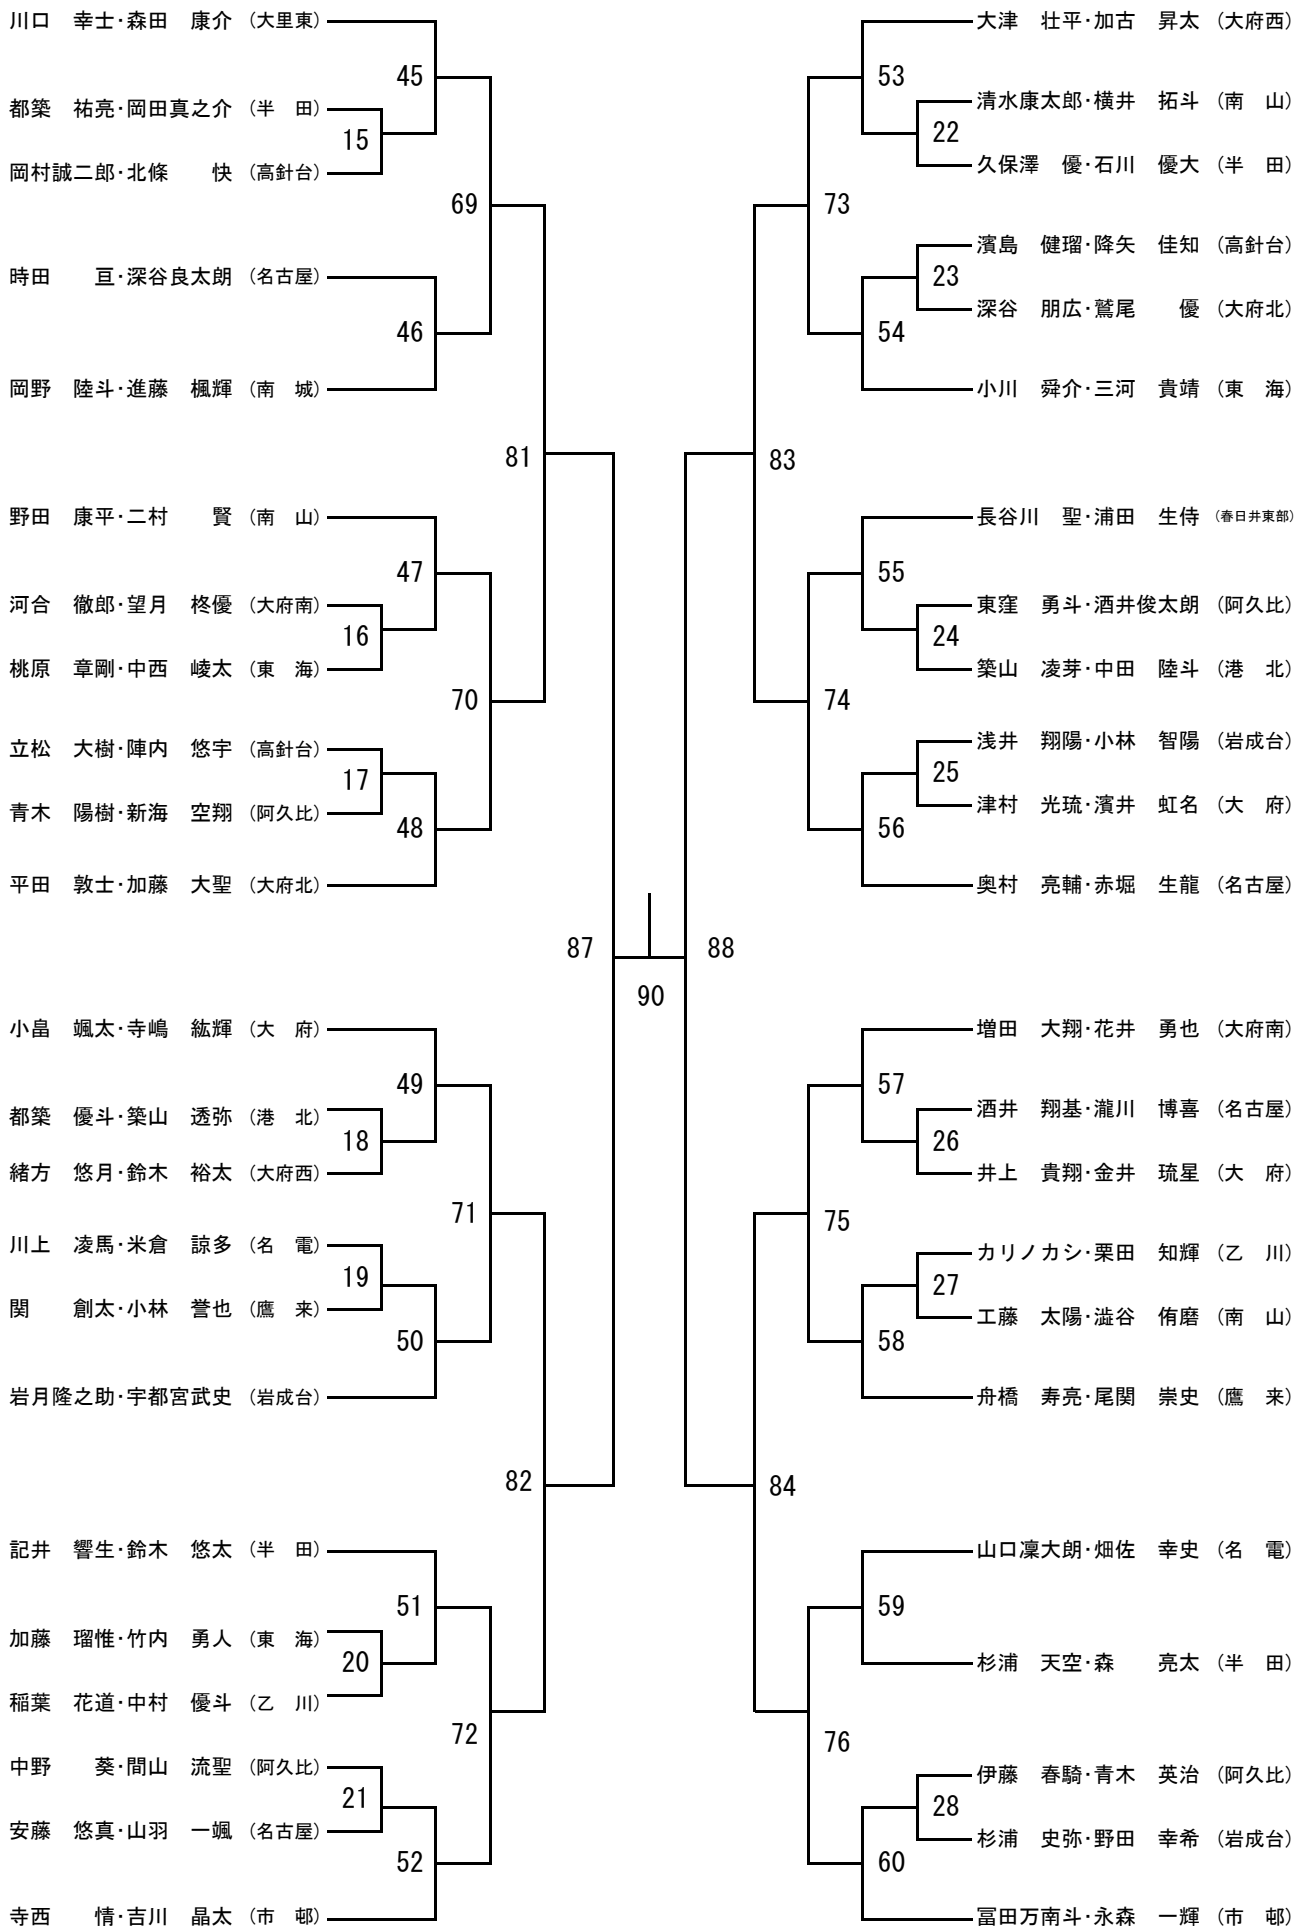 川口　幸士・森田　康介（大里東）
45
都築　祐亮・岡田真之介（半　田）
15
岡村誠二郎・北條　　快（高針台）
69
時田　　亘・深谷良太朗（名古屋）
46
岡野　陸斗・進藤　楓輝（南　城）
81
野田　康平・二村　　賢（南　山）
47
河合　徹郎・望月　柊優（大府南）
16
桃原　章剛・中西　崚太（東　海）
70
立松　大樹・陣内　悠宇（高針台）
17
青木　陽樹・新海　空翔（阿久比）
48
平田　敦士・加藤　大聖（大府北）
87
小畠　颯太・寺嶋　紘輝（大　府）
49
都築　優斗・築山　透弥（港　北）
18
緒方　悠月・鈴木　裕太（大府西）
71
川上　凌馬・米倉　諒多（名　電）
19
関　　創太・小林　誉也（鷹　来）
50
岩月隆之助・宇都宮武史（岩成台）
82
記井　響生・鈴木　悠太（半　田）
51
加藤　瑠惟・竹内　勇人（東　海）
20
稲葉　花道・中村　優斗（乙　川）
72
中野　　葵・間山　流聖（阿久比）
21
安藤　悠真・山羽　一颯（名古屋）
52
寺西　　情・吉川　晶太（市　邨）
90
大津　壮平・加古　昇太（大府西）
53
清水康太郎・横井　拓斗（南　山）
22
久保澤　優・石川　優大（半　田）
73
濱島　健瑠・降矢　佳知（高針台）
23
深谷　朋広・鷲尾　　優（大府北）
54
小川　舜介・三河　貴靖（東　海）
83
長谷川　聖・浦田　生侍（春日井東部）
55
東窪　勇斗・酒井俊太朗（阿久比）
24
築山　凌芽・中田　陸斗（港　北）
74
浅井　翔陽・小林　智陽（岩成台）
25
津村　光琉・濱井　虹名（大　府）
56
奥村　亮輔・赤堀　生龍（名古屋）
88
増田　大翔・花井　勇也（大府南）
57
酒井　翔基・瀧川　博喜（名古屋）
26
井上　貴翔・金井　琉星（大　府）
75
カリノカシ・栗田　知輝（乙　川）
27
工藤　太陽・澁谷　侑磨（南　山）
58
舟橋　寿亮・尾関　崇史（鷹　来）
84
山口凜大朗・畑佐　幸史（名　電）
59
杉浦　天空・森　　亮太（半　田）
76
伊藤　春騎・青木　英治（阿久比）
28
杉浦　史弥・野田　幸希（岩成台）
60
冨田万南斗・永森　一輝（市　邨）